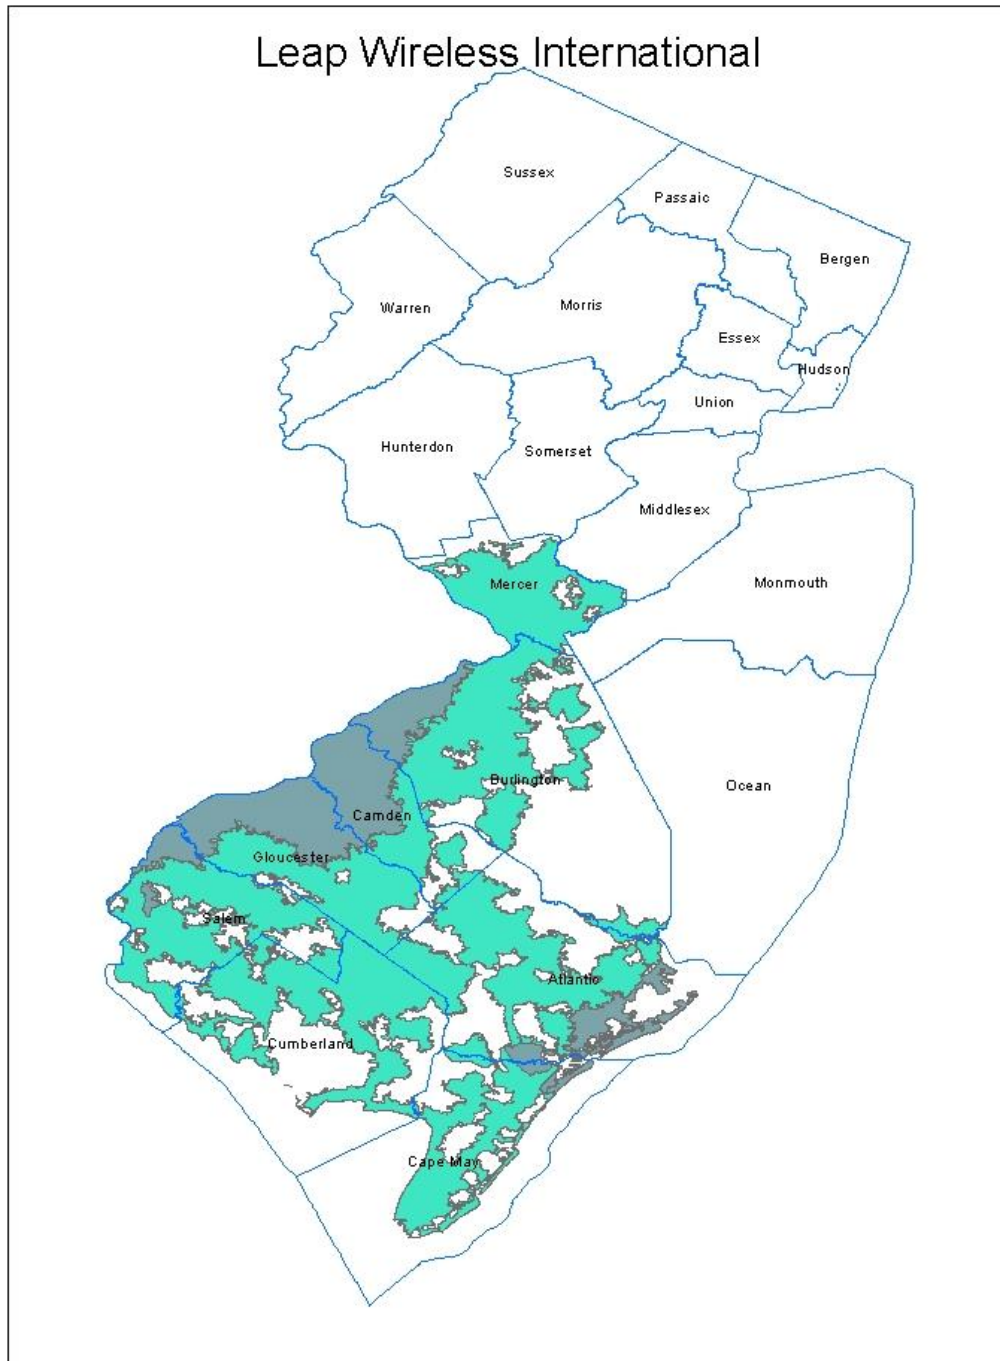 Leap Wireless International
Sussex
Passaic
Bergen
Warren
Morris
Essex
Hudson
Union
Hunterdon
Somerset
Middlesex
Mercer
Monmouth
Burlington
Ocean
Camden
Gloucester
Salem
Atlantic
Cumberland
Cape May